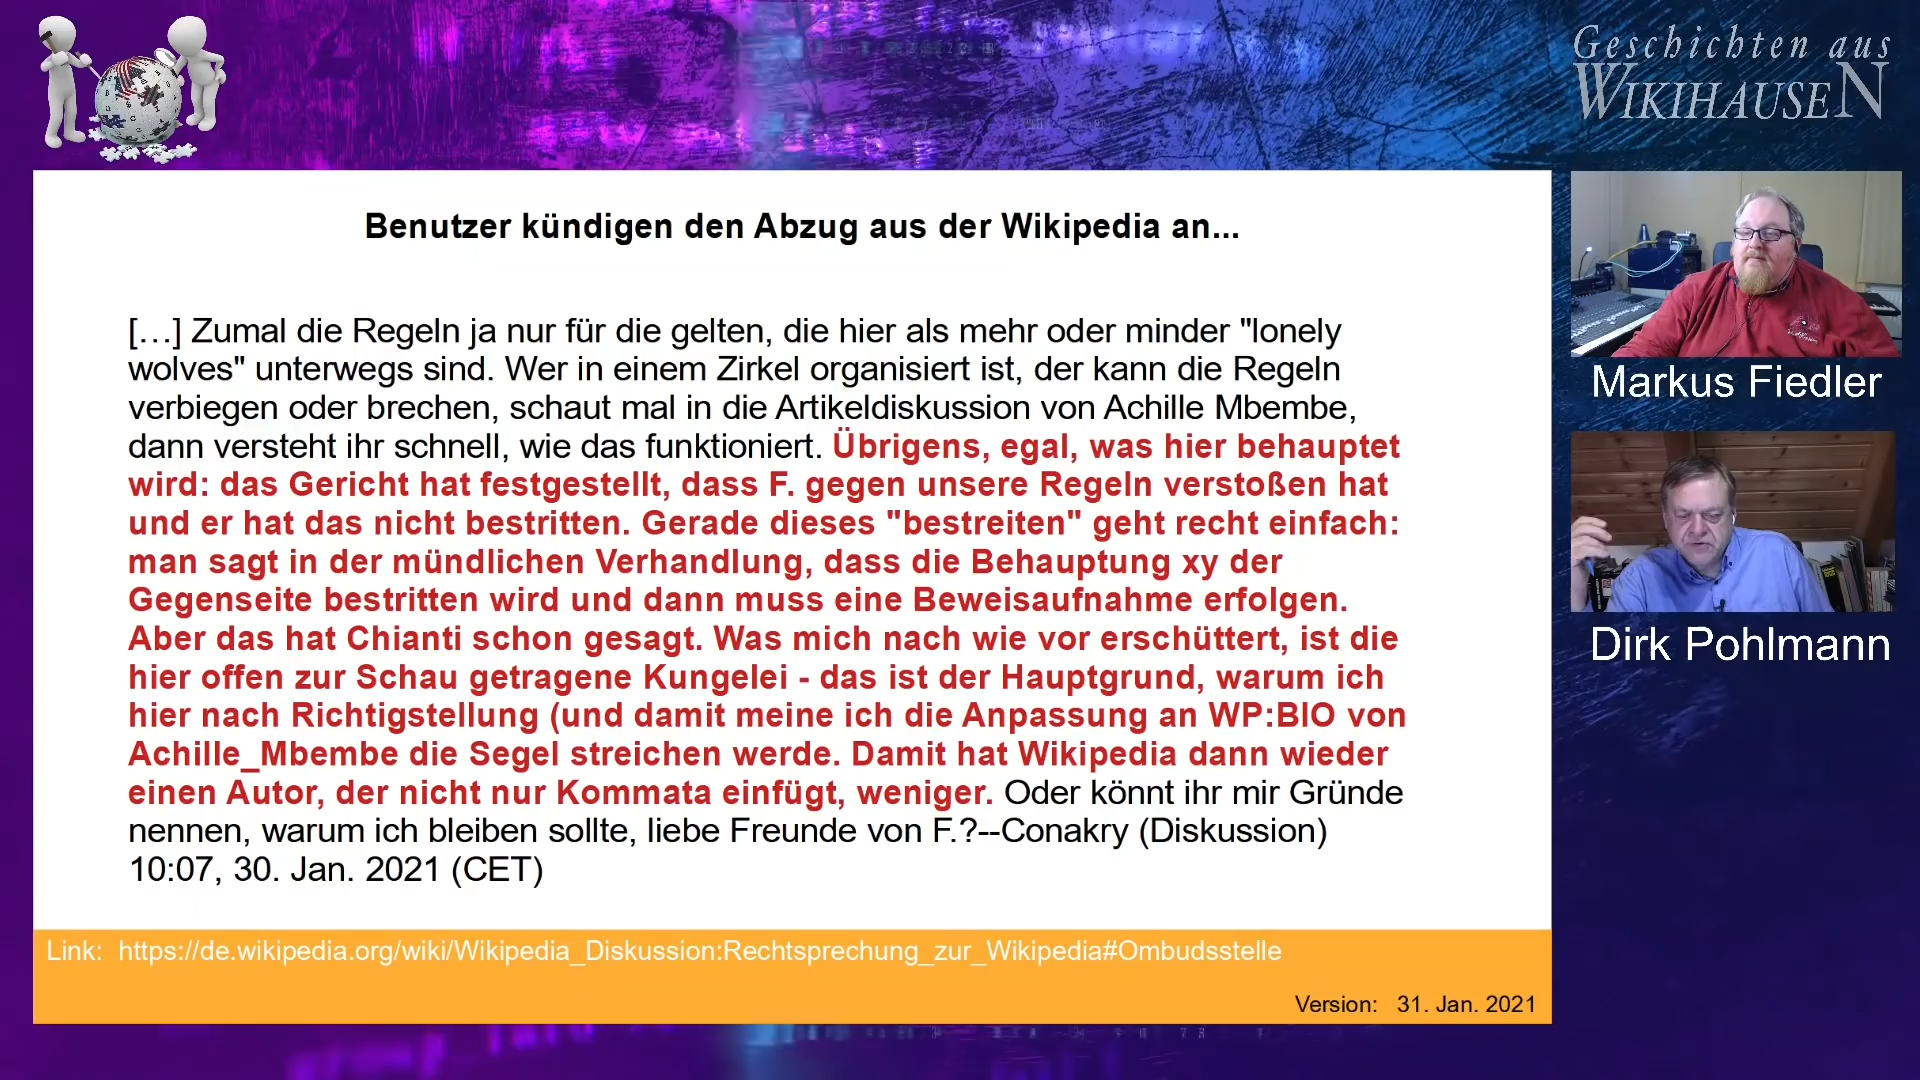 Geschichten aus
WIKIHAUSEN
Benutzer kündigen den Abzug aus der Wikipedia an...
[…] Zumal die Regeln ja nur für die gelten, die hier als mehr oder minder "lonely
wolves" unterwegs sind. Wer in einem Zirkel organisiert ist, der kann die Regeln
verbiegen oder brechen, schaut mal in die Artikeldiskussion von Achille Mbembe,
dann versteht ihr schnell, wie das funktioniert. Übrigens, egal, was hier behauptet
wird: das Gericht hat festgestellt, dass F. gegen unsere Regeln verstoßen hat
und er hat das nicht bestritten. Gerade dieses "bestreiten" geht recht einfach:
man sagt in der mündlichen Verhandlung, dass die Behauptung xy der
Gegenseite bestritten wird und dann muss eine Beweisaufnahme erfolgen.
Aber das hat Chianti schon gesagt. Was mich nach wie vor erschüttert, ist die
hier offen zur Schau getragene Kungelei - das ist der Hauptgrund, warum ich
hier nach Richtigstellung (und damit meine ich die Anpassung an WP:BIO von
Achille_Mbembe die Segel streichen werde. Damit hat Wikipedia dann wieder
einen Autor, der nicht nur Kommata einfügt, weniger. Oder könnt ihr mir Gründe
nennen, warum ich bleiben sollte, liebe Freunde von F.?--Conakry (Diskussion)
10:07, 30. Jan. 2021 (CET)
Link: https://de.wikipedia.org/wiki/Wikipedia_Diskussion:Rechtsprechung_zur_Wikipedia#Ombudsstelle
Version: 31. Jan. 2021
Markus Fiedler
Dirk Pohlmann